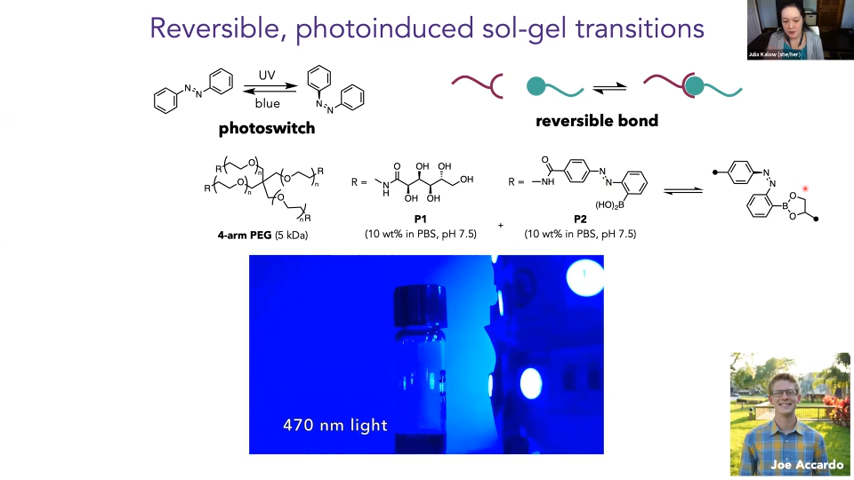 Reversible, photoinduced sol-gel transitions
Julia Kalow (she/her)
UV
blue
N
N
N
N
photoswitch
reversible bond
R
O
n
R
O
n
O
n
R
O
n
R
4-arm PEG (5 kDa)
R =
N
H
O
OH
OH
OH
OH
OH
P1
(10 wt% in PBS, pH 7.5)
+
R =
NH
O
N
N
(HO)2B
P2
(10 wt% in PBS, pH 7.5)
N
N
B
O
O
470 nm light
1
Joe Accardo